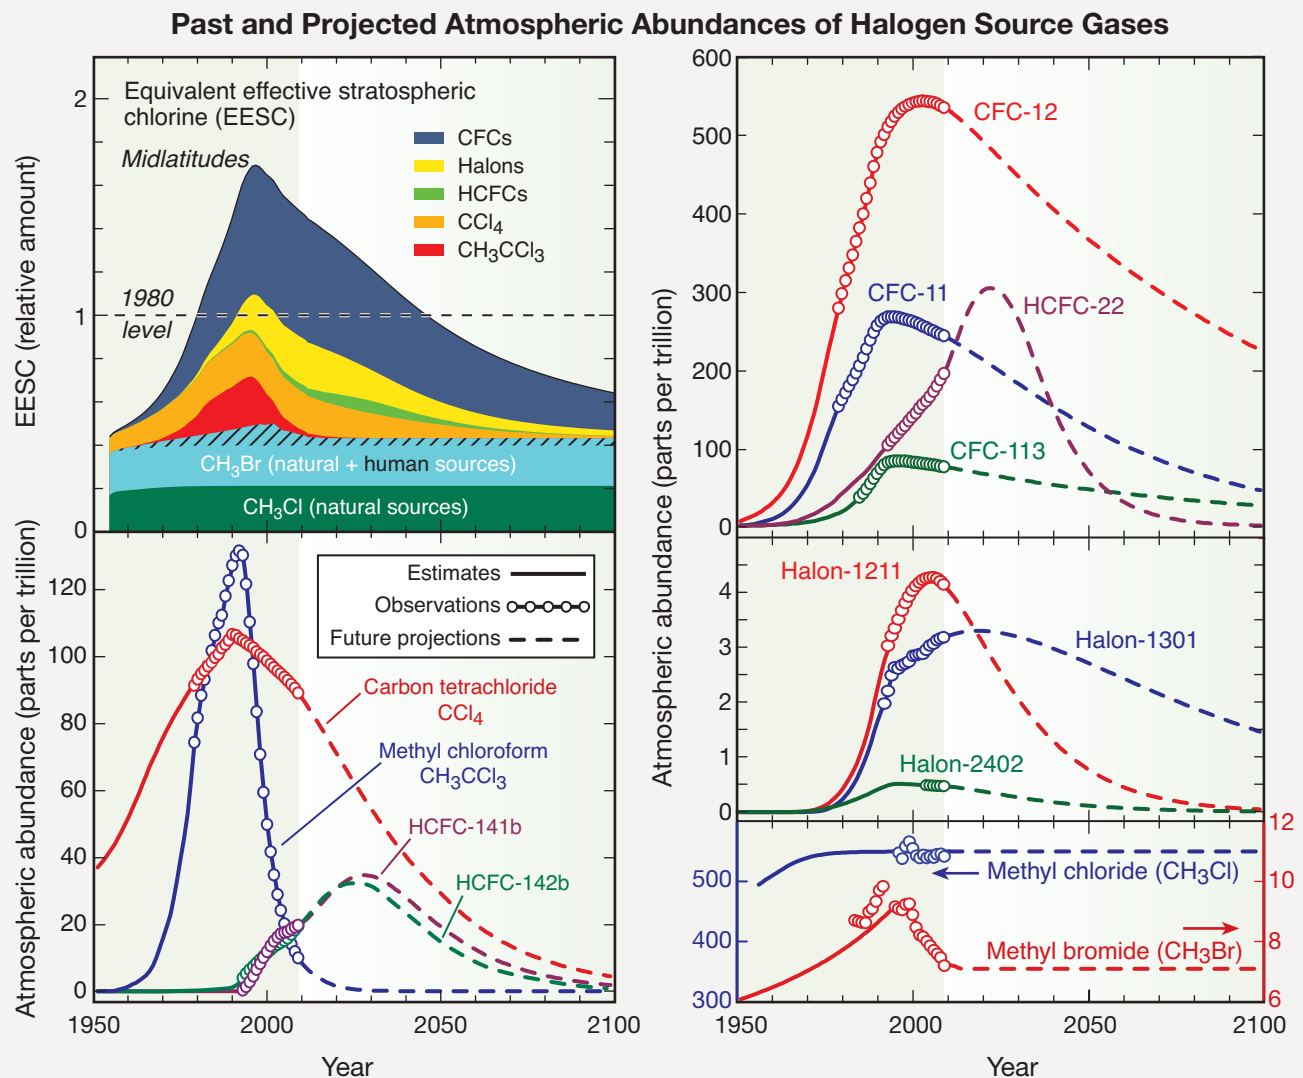 Past and Projected Atmospheric Abundances of Halogen Source Gases
EESC (relative amount)
2
1
0
Equivalent effective stratospheric
chlorine (EESC)
Midlatitudes
CFCs
Halons
HCFCs
CCl4
CH3CCl3
1980
level
CH3Br (natural + human sources)
CH3Cl (natural sources)
Atmospheric abundance (parts per trillion)
120
100
80
60
40
20
0
Estimates
Observations
Future projections
Carbon tetrachloride
CCl4
Methyl chloroform
CH3CCl3
HCFC-141b
HCFC-142b
1950
2000
2050
2100
Year
Atmospheric abundance (parts per trillion)
600
500
400
300
200
100
0
CFC-12
CFC-11
HCFC-22
CFC-113
4
3
2
1
0
Halon-1211
Halon-1301
Halon-2402
500
400
300
12
10
8
6
Methyl chloride (CH3Cl)
Methyl bromide (CH3Br)
1950
2000
2050
2100
Year